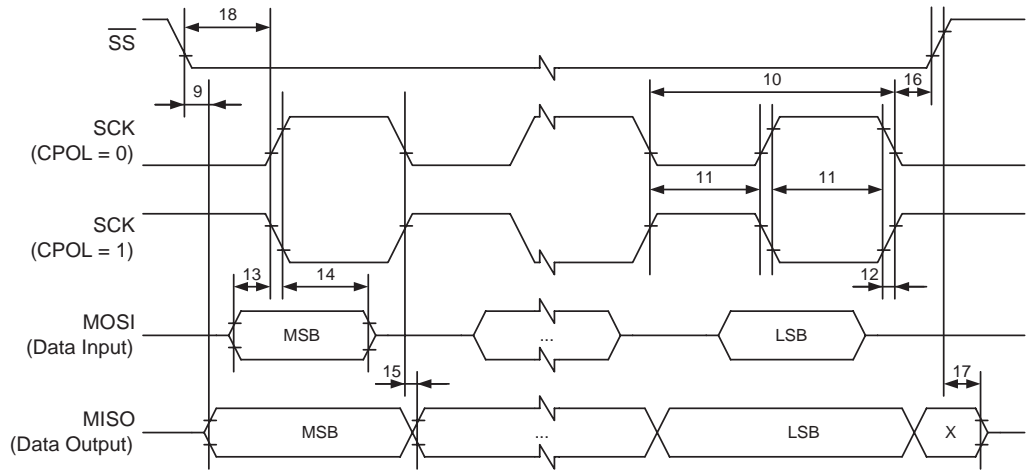 18
SS
10
16
9
SCK
(CPOL = 0)
11
11
SCK
(CPOL = 1)
13
14
12
MOSI
(Data Input)
MSB
...
LSB
15
17
MISO
(Data Output)
MSB
...
LSB
X